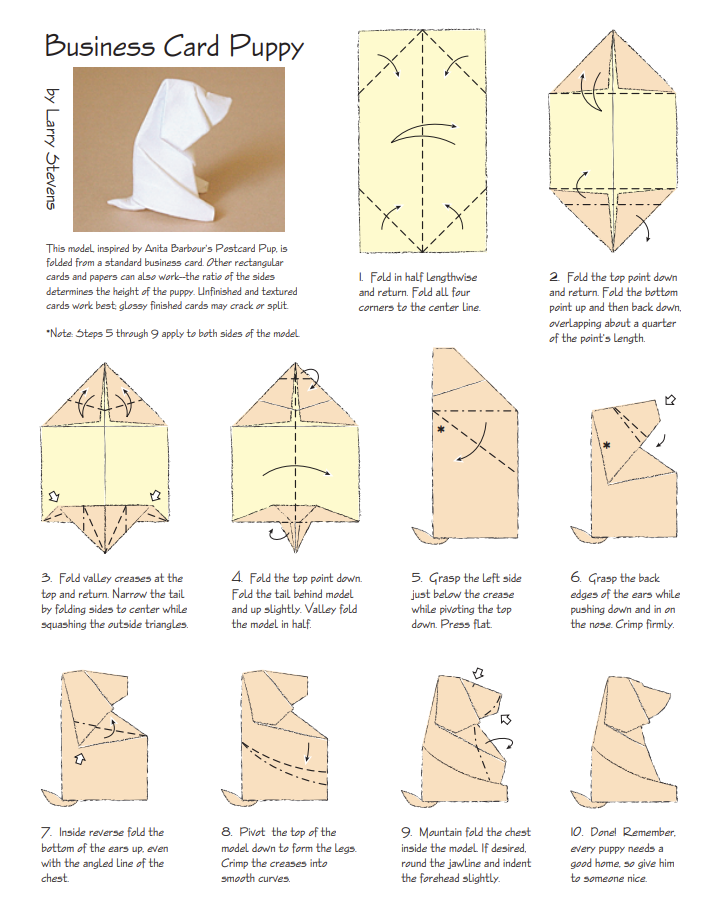 Business Card Puppy
by Larry Stevens
This model, inspired by Anita Barbour's Postcard Pup, is
folded from a standard business card. Other rectangular
cards and papers can also work—the ratio of the sides
determines the height of the puppy. Unfinished and textured
cards work best; glossy finished cards may crack or split.
*Note: Steps 5 through 9 apply to both sides of the model.
1. Fold in half lengthwise
and return. Fold all four
corners to the center line.
2. Fold the top point down
and return. Fold the bottom
point up and then back down,
overlapping about a quarter
of the point's length.
3. Fold valley creases at the
top and return. Narrow the tail
by folding sides to center while
squashing the outside triangles.
4. Fold the top point down.
Fold the tail behind model
and up slightly. Valley fold
the model in half.
*
5. Grasp the left side
just below the crease
while pivoting the top
down. Press flat.
*
6. Grasp the back
edges of the ears while
pushing down and in on
the nose. Crimp firmly.
7. Inside reverse fold the
bottom of the ears up, even
with the angled line of the
chest.
8. Pivot the top of the
model down to form the legs.
Crimp the creases into
smooth curves.
9. Mountain fold the chest
inside the model. If desired,
round the jawline and indent
the forehead slightly.
10. Done! Remember,
every puppy needs a
good home, so give him
to someone nice.